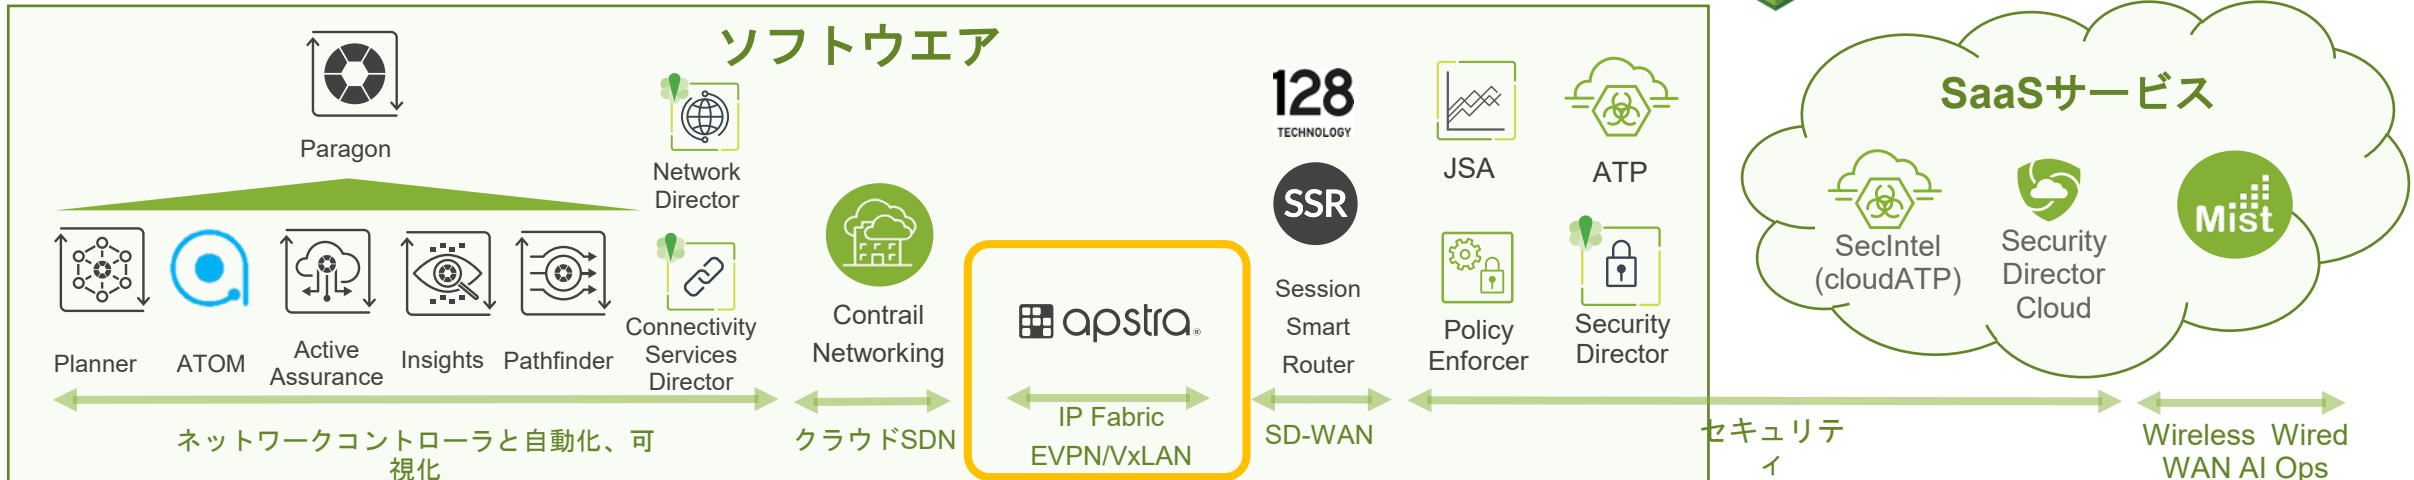 ソフトウエア
Paragon
Planner
ATOM
Active
Assurance
Insights
Pathfinder
Network
Director
Connectivity
Services
Director
ネットワークコントローラと自動化、可
視化
Contrail
Networking
クラウドSDN
apstra®
IP Fabric
EVPN/VxLAN
128
TECHNOLOGY
SSR
Session
Smart
Router
SD-WAN
JSA
ATP
Policy
Enforcer
Security
Director
セキュリテ
ィ
SaaSサービス
SecIntel
(cloudATP)
Security
Director
Cloud
Mist
Wireless Wired
WAN AI Ops